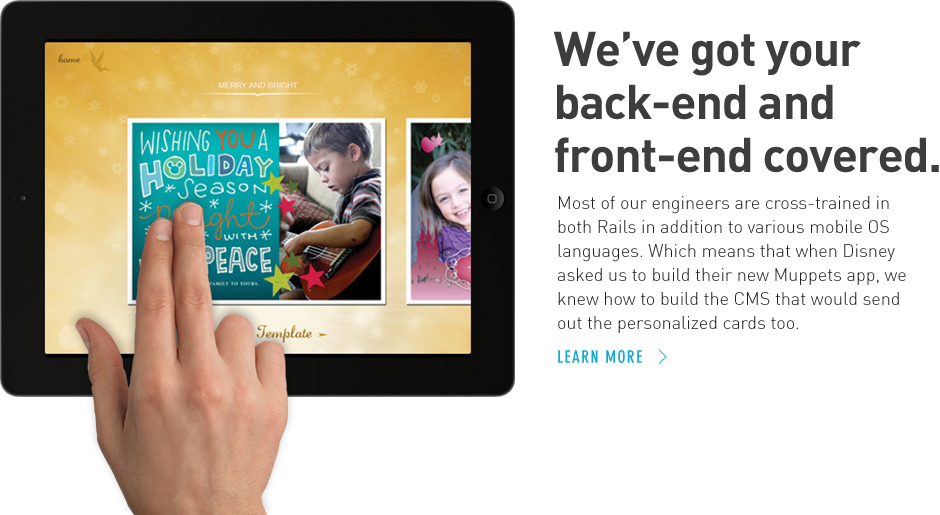 home
MERRY AND BRIGHT
WISHING YOU A
HOLIDAY
SEASON
WITH
PEACE
FAMILY TO YOURS.
Template
We've got your
back-end and
front-end covered.
Most of our engineers are cross-trained in
both Rails in addition to various mobile OS
languages. Which means that when Disney
asked us to build their new Muppets app, we
knew how to build the CMS that would send
out the personalized cards too.
LEARN MORE